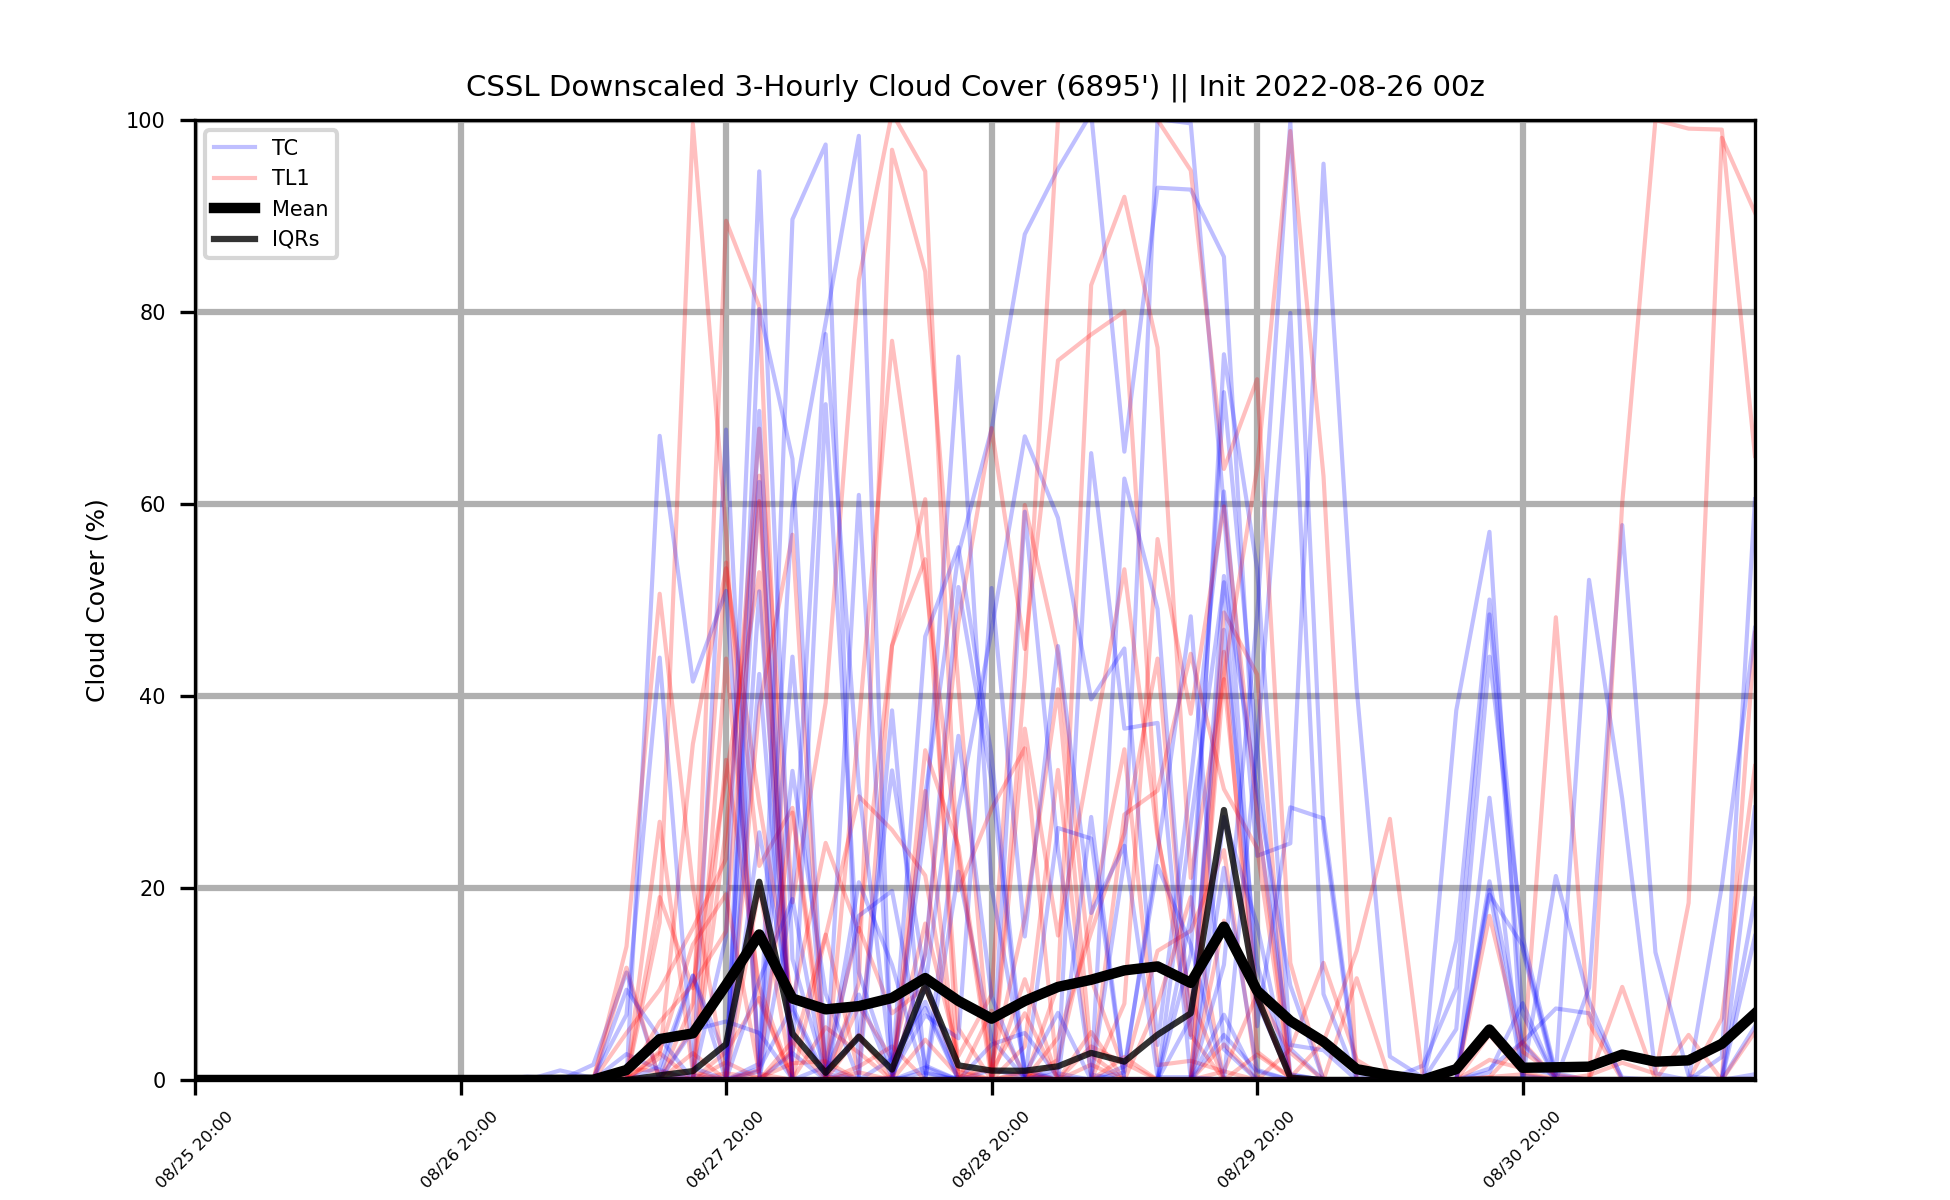 CSSL Downscaled 3-Hourly Cloud Cover (6895') || Init 2022-08-26 00z
TC
TL1
Mean
IQRs
Cloud Cover (%)
100
80
60
40
20
0
08/25 20:00
08/26 20:00
08/27 20:00
08/28 20:00
08/29 20:00
08/30 20:00